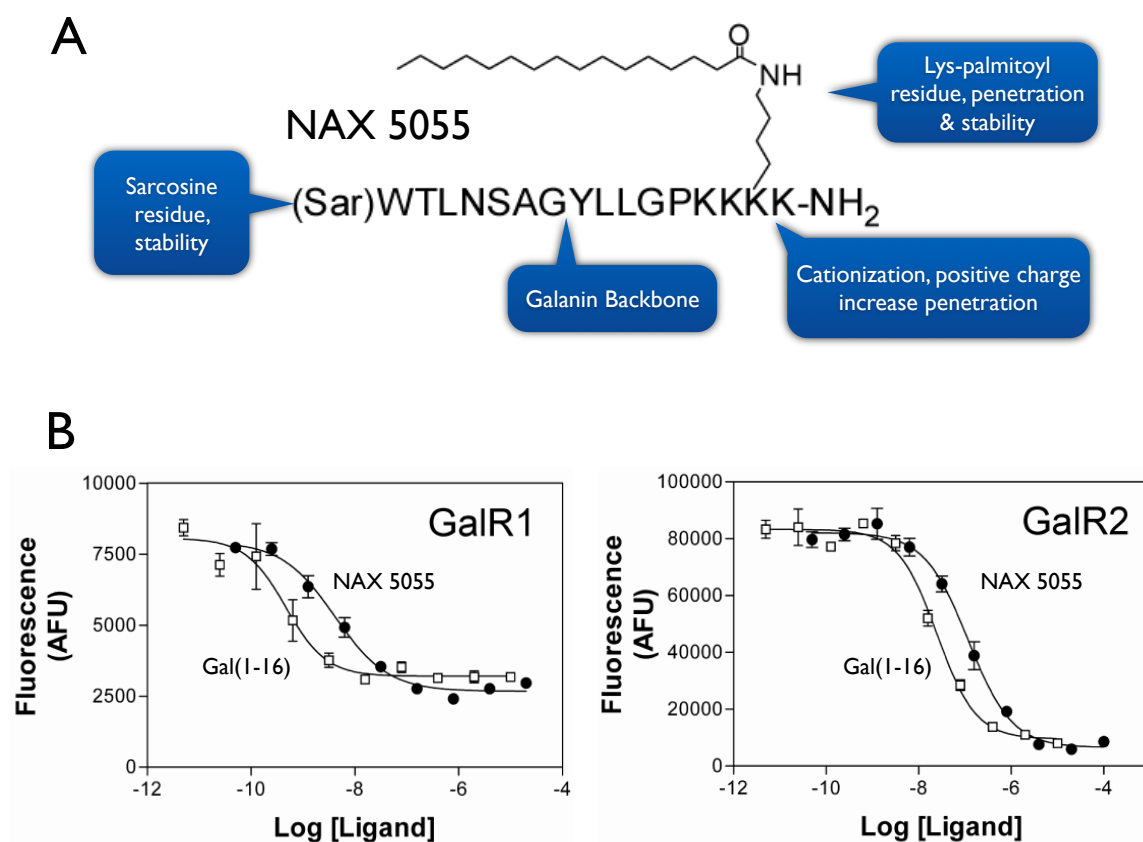 A
O
NH
NAX 5055
Lys-palmitoyl
residue, penetration
& stability
Sarcosine
residue,
stability
(Sar)WTLNSAGYLLGPKKKK-NH₂
Galanin Backbone
Cationization, positive charge
increase penetration
B
10000
7500
5000
2500
0
Fluorescence
(AFU)
GalR1
NAX 5055
Gal(1-16)
-12
-10
-8
-6
-4
Log [Ligand]
100000
80000
60000
40000
20000
0
Fluorescence
(AFU)
GalR2
NAX 5055
Gal(1-16)
-12
-10
-8
-6
-4
Log [Ligand]